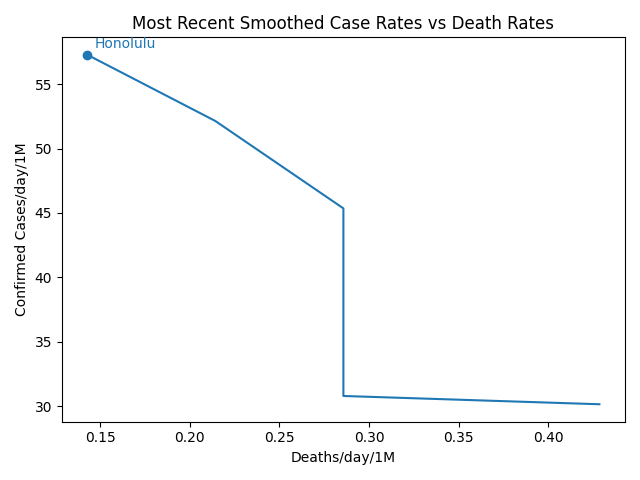 Most Recent Smoothed Case Rates vs Death Rates
Honolulu
Confirmed Cases/day/1M
55
50
45
40
35
30
0.15 0.20 0.25 0.30 0.35 0.40
Deaths/day/1M